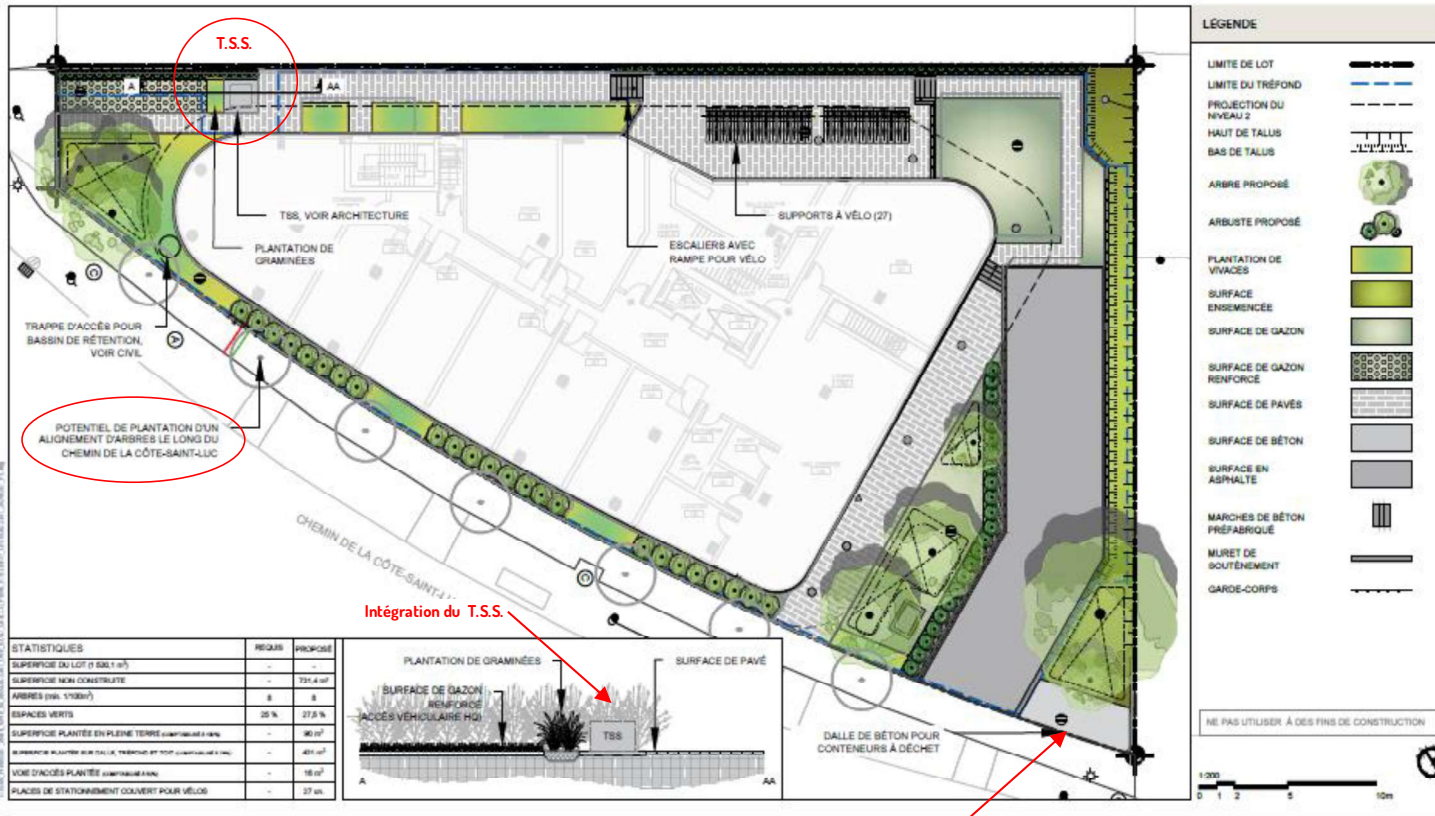 T.S.S.
A
AA
TSS, VOIR ARCHITECTURE
PLANTATION DE
GRAMINÉES
SUPPORTS À VÉLO (27)
ESCALIERS AVEC
RAMPE POUR VÉLO
TRAPPE D'ACCÈS POUR
BASSIN DE RÉTENTION,
VOIR CIVIL
C
A
POTENTIEL DE PLANTATION D'UN
ALIGNEMENT D'ARBRES LE LONG DU
CHEMIN DE LA CÔTE-SAINT-LUC
CHEMIN DE LA CÔTE-SAINT-LU
C
Intégration du T.S.S.
STATISTIQUES
REQUIS
PROPOSÉ
SUPERFICIE DU LOT (1 530,1 m²)
-
-
SUPERFICIE NON CONSTRUITE
-
731,4 m²
ARBRES (min. 1/100m²)
8
8
ESPACES VERTS
25 %
27,5 %
SUPERFICIE PLANTÉE EN PLEINE TERRE
-
90 m²
-
431 m²
VOIE D'ACCÈS PLANTÉE
-
16 m²
PLACES DE STATIONNEMENT COUVERT POUR VÉLOS
-
PLANTATION DE GRAMINÉES
SURFACE DE PAVÉ
SURFACE DE GAZON
RENFORCÉ
(ACCÈS VÉHICULAIRE HQ)
TSS
A
AA
DALLE DE BÉTON POUR
CONTENEURS À DÉCHET
LÉGENDE
LIMITE DE LOT
LIMITE DU TRÉFOND
PROJECTION DU
NIVEAU 2
HAUT DE TALUS
BAS DE TALUS
ARBRE PROPOSÉ
ARBUSTE PROPOSÉ
PLANTATION DE
VIVACES
SURFACE
ENSEMENCÉE
SURFACE DE GAZON
SURFACE DE GAZON
RENFORCÉ
SURFACE DE PAVÉS
SURFACE DE BÉTON
SURFACE EN
ASPHALTE
MARCHES DE BÉTON
PRÉFABRIQUÉ
MURET DE
SOUTÈNEMENT
GARDE-CORPS
NE PAS UTILISER À DES FINS DE CONSTRUCTION
1:200
0 1 2 5 10m